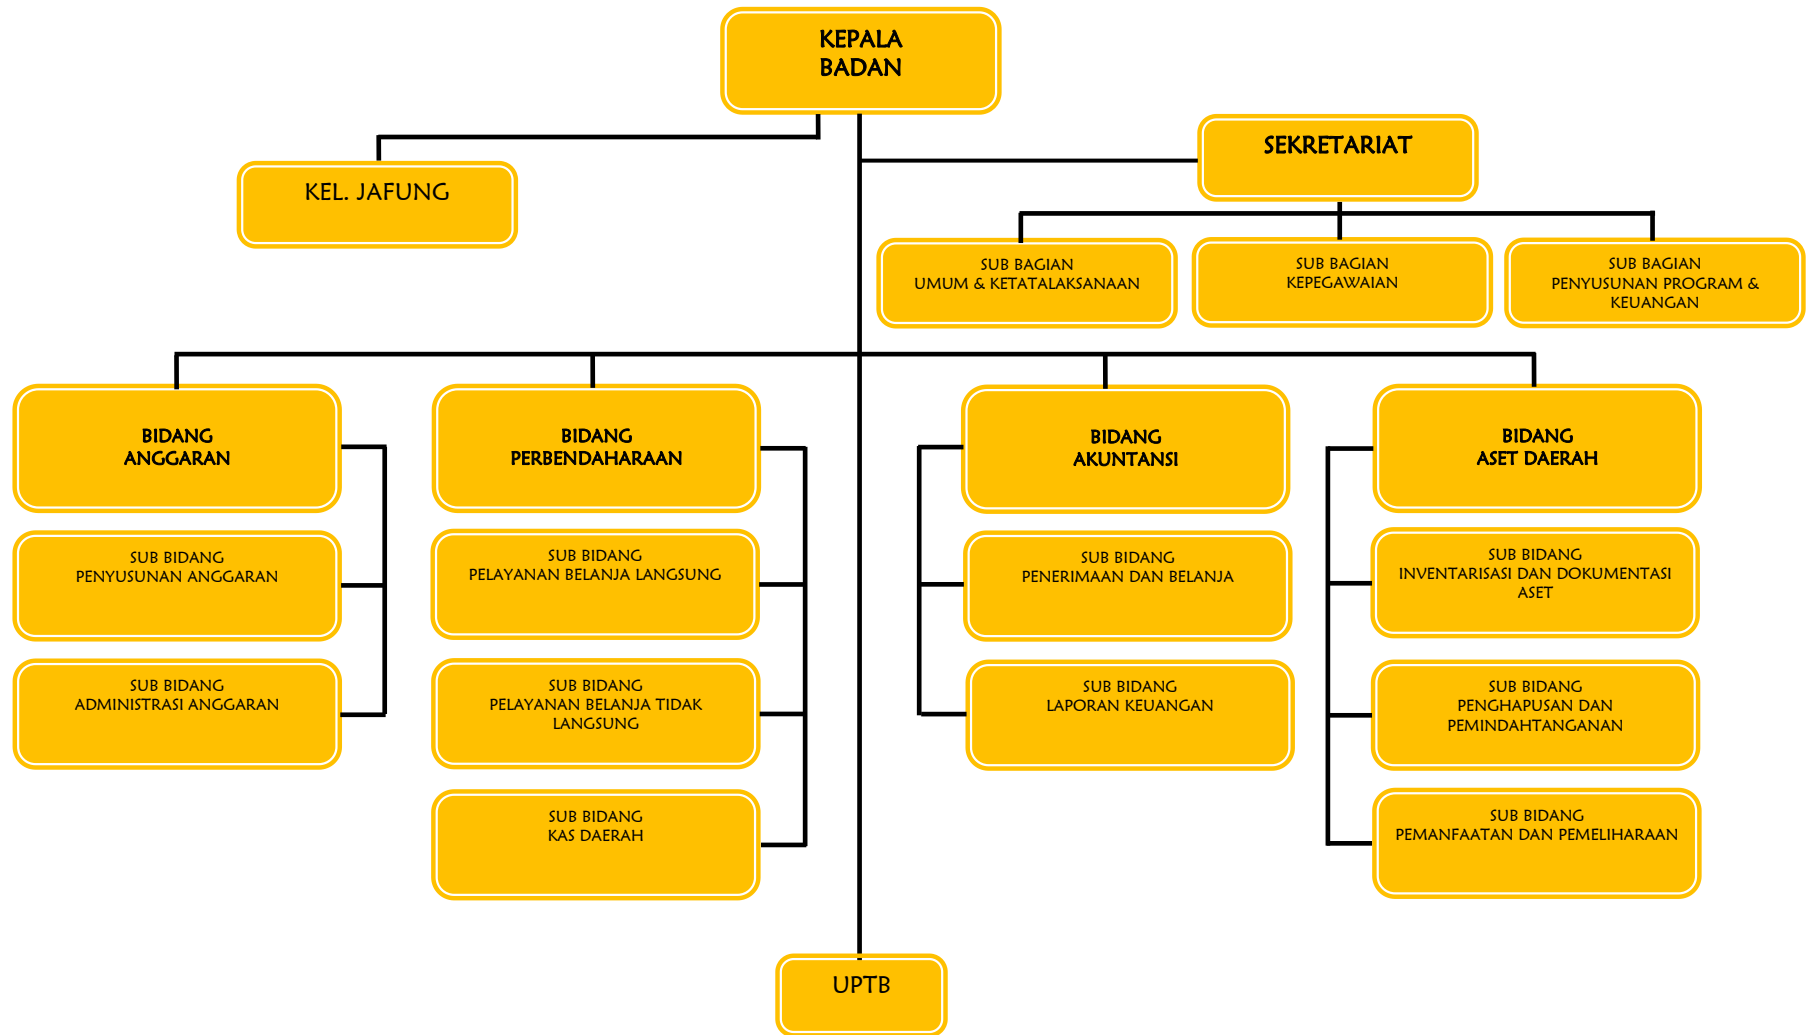 KEPALA
BADAN
SEKRETARIAT
KEL. JAFUNG
SUB BAGIAN
UMUM & KETATALAKSANAAN
SUB BAGIAN
KEPEGAWAIAN
SUB BAGIAN
PENYUSUNAN PROGRAM &
KEUANGAN
BIDANG
ANGGARAN
BIDANG
PERBENDAHARAAN
BIDANG
AKUNTANSI
BIDANG
ASET DAERAH
SUB BIDANG
PENYUSUNAN ANGGARAN
SUB BIDANG
PELAYANAN BELANJA LANGSUNG
SUB BIDANG
PENERIMAAN DAN BELANJA
SUB BIDANG
INVENTARISASI DAN DOKUMENTASI
ASET
SUB BIDANG
ADMINISTRASI ANGGARAN
SUB BIDANG
PELAYANAN BELANJA TIDAK
LANGSUNG
SUB BIDANG
LAPORAN KEUANGAN
SUB BIDANG
PENGHAPUSAN DAN
PEMINDAHTANGANAN
SUB BIDANG
KAS DAERAH
SUB BIDANG
PEMANFAATAN DAN PEMELIHARAAN
UPTB